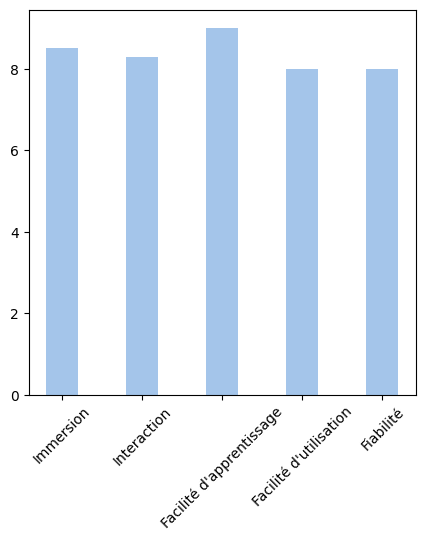 8
6
4
2
0
Immersion
Interaction
Facilité d'apprentissage
Facilité d'utilisation
Fiabilité